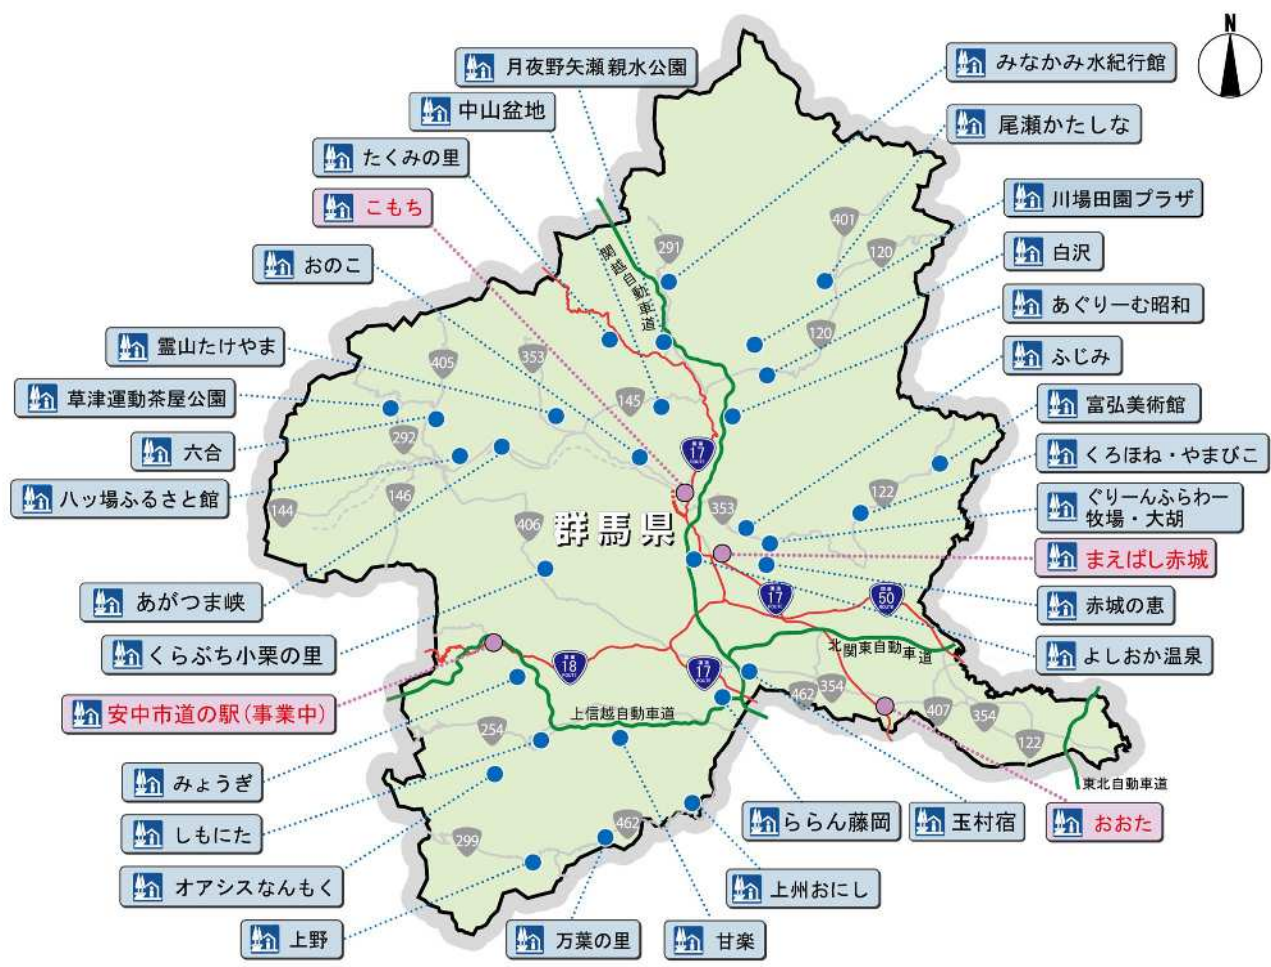 N
月夜野矢瀬親水公園
みなかみ水紀行館
中山盆地
尾瀬かたしな
たくみの里
こもち
川場田園プラザ
401
291
120
白沢
おのこ
関越自動車道
あぐりーむ昭和
霊山たけやま
405
353
120
ふじみ
草津運動茶屋公園
145
富弘美術館
292
六合
17
ROUTE
くろほね・やまびこ
八ッ場ふるさと館
144
146
353
122
ぐりーんふらわー
牧場・大胡
406
群馬県
まえばし赤城
あがつま峡
17
ROUTE
50
ROUTE
赤城の恵
くらぶち小栗の里
18
ROUTE
17
ROUTE
北関東自動車道
よしおか温泉
安中市道の駅(事業中)
上信越自動車道
462
354
407
354
254
122
みょうぎ
東北自動車道
しもにた
299
462
ららん藤岡
玉村宿
おおた
オアシスなんもく
上州おにし
上野
万葉の里
甘楽